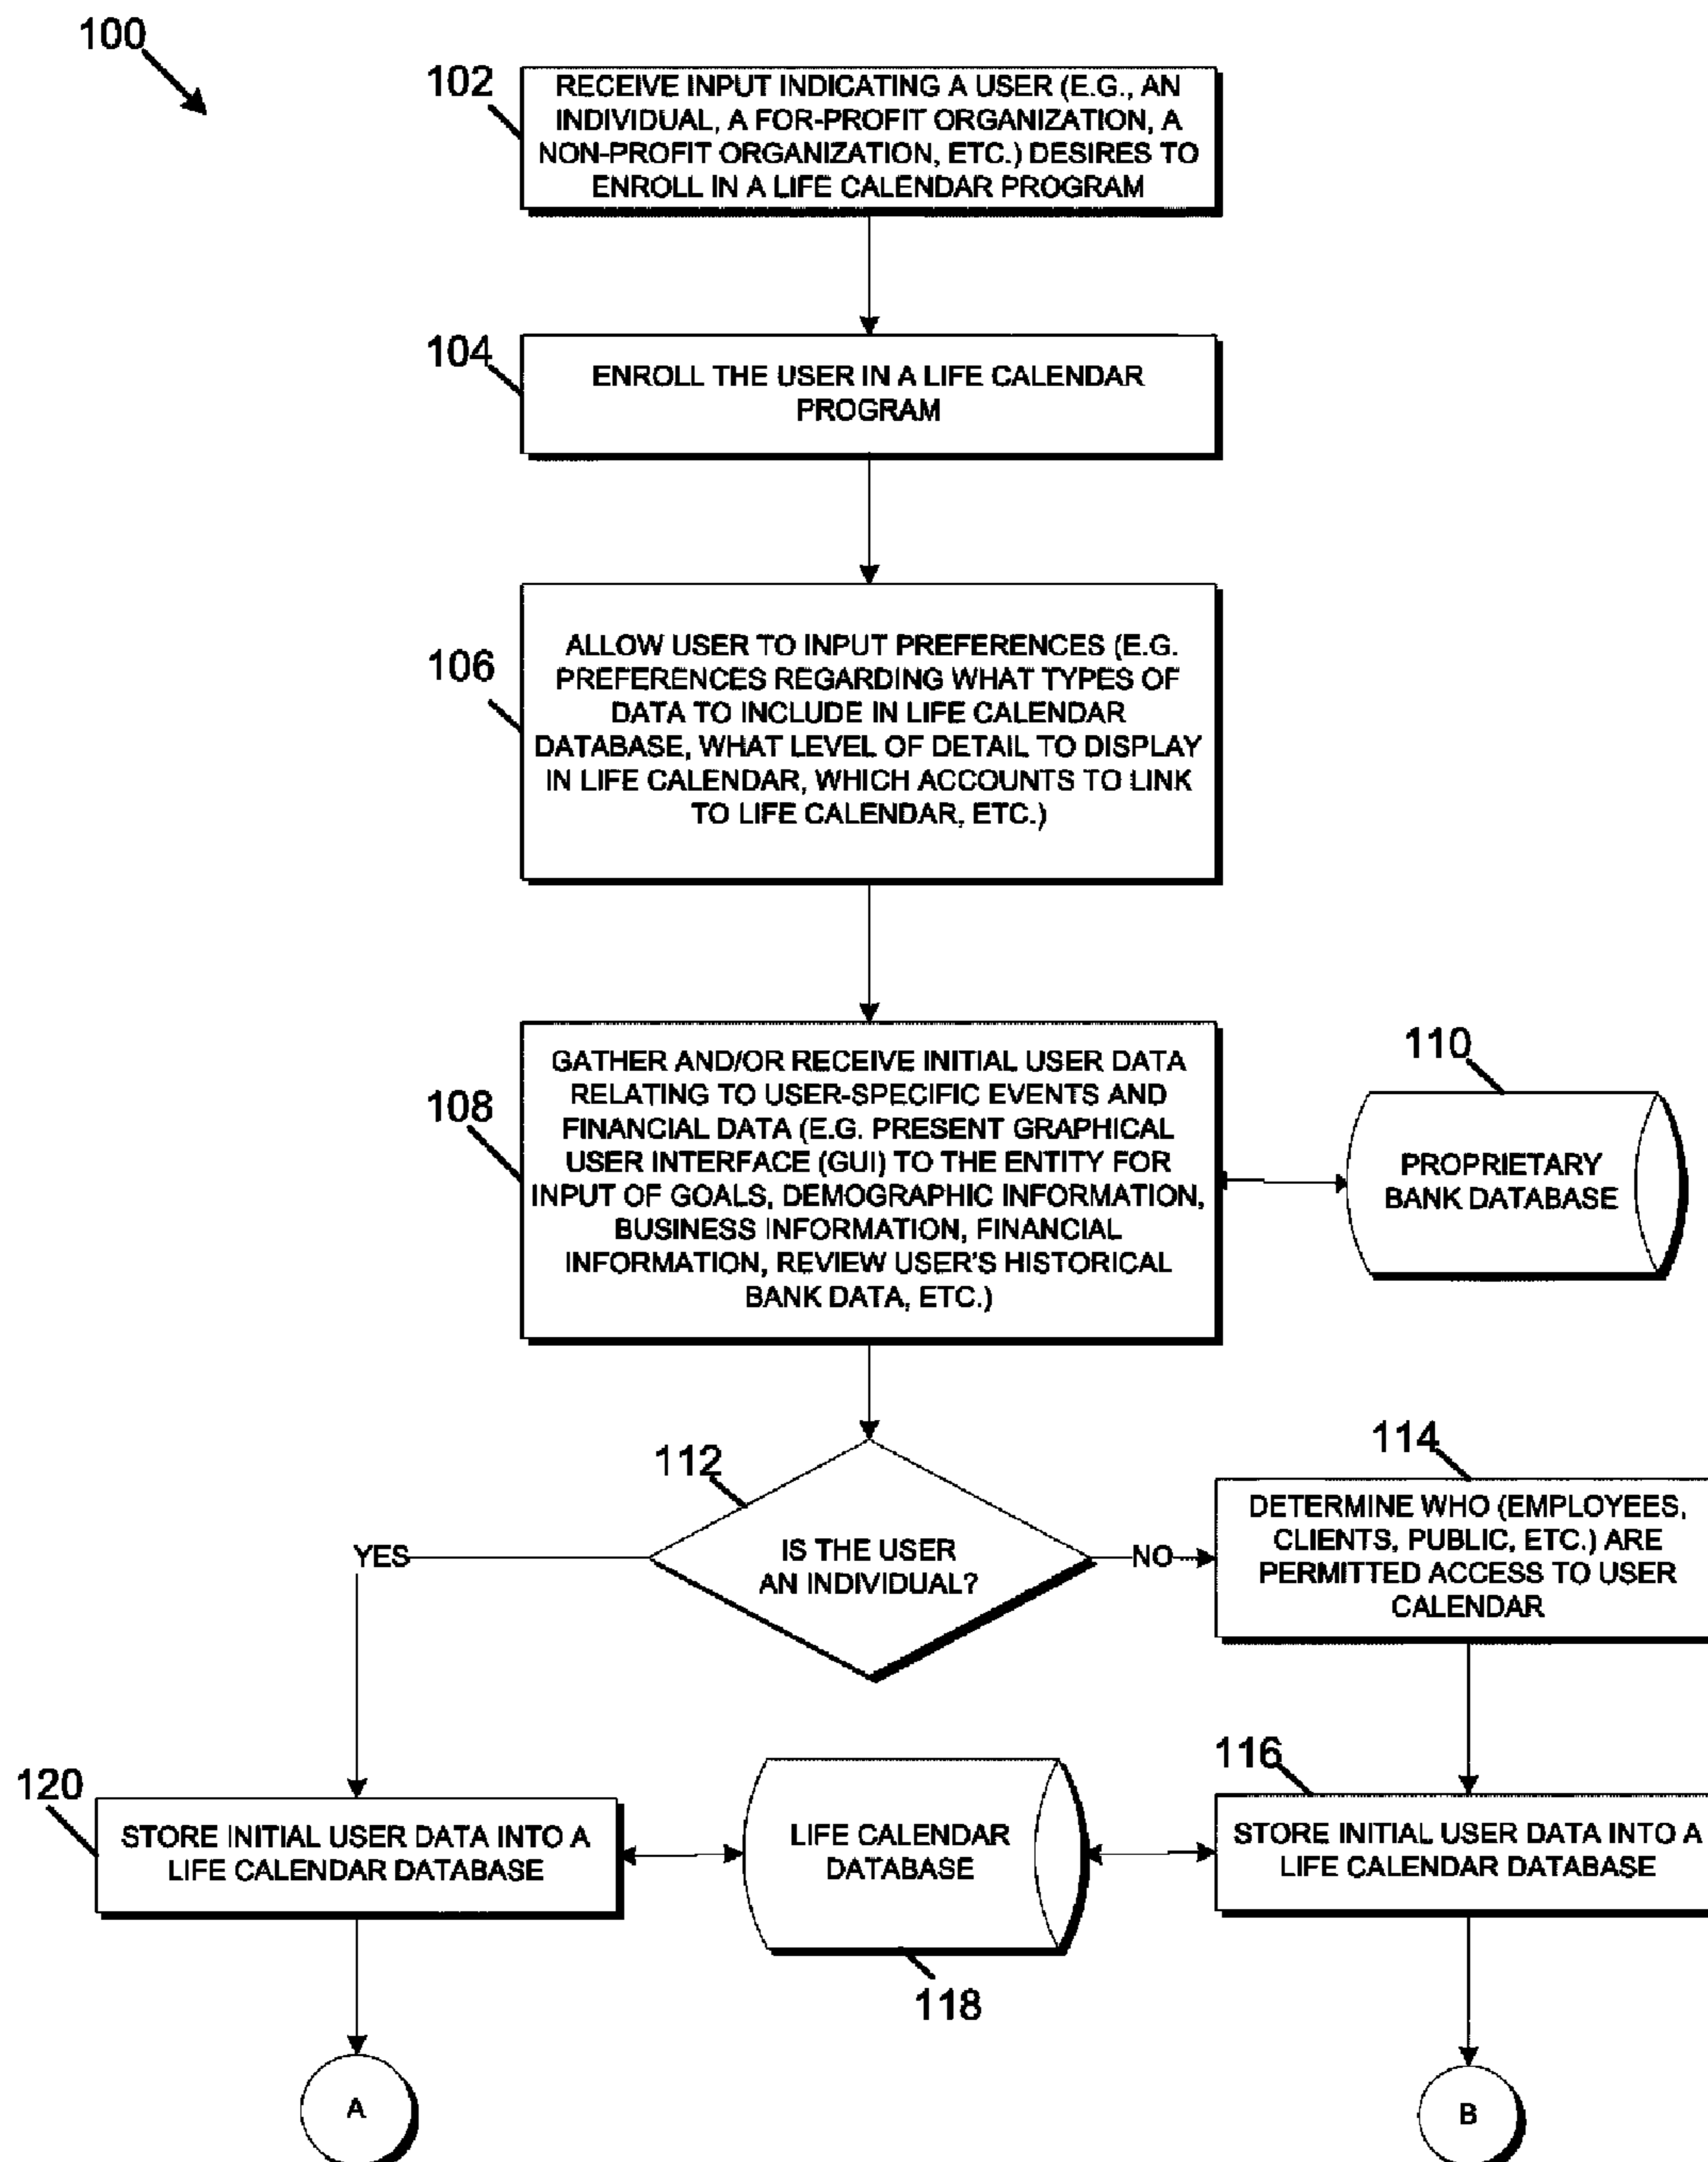 100
102
RECEIVE INPUT INDICATING A USER (E.G., AN
INDIVIDUAL, A FOR-PROFIT ORGANIZATION, A
NON-PROFIT ORGANIZATION, ETC.) DESIRES TO
ENROLL IN A LIFE CALENDAR PROGRAM
104
ENROLL THE USER IN A LIFE CALENDAR
PROGRAM
106
ALLOW USER TO INPUT PREFERENCES (E.G.
PREFERENCES REGARDING WHAT TYPES OF
DATA TO INCLUDE IN LIFE CALENDAR
DATABASE, WHAT LEVEL OF DETAIL TO DISPLAY
IN LIFE CALENDAR, WHICH ACCOUNTS TO LINK
TO LIFE CALENDAR, ETC.)
108
GATHER AND/OR RECEIVE INITIAL USER DATA
RELATING TO USER-SPECIFIC EVENTS AND
FINANCIAL DATA (E.G. PRESENT GRAPHICAL
USER INTERFACE (GUI) TO THE ENTITY FOR
INPUT OF GOALS, DEMOGRAPHIC INFORMATION,
BUSINESS INFORMATION, FINANCIAL
INFORMATION, REVIEW USER'S HISTORICAL
BANK DATA, ETC.)
110
PROPRIETARY
BANK DATABASE
112
IS THE USER
AN INDIVIDUAL?
YES
NO
114
DETERMINE WHO (EMPLOYEES,
CLIENTS, PUBLIC, ETC.) ARE
PERMITTED ACCESS TO USER
CALENDAR
120
STORE INITIAL USER DATA INTO A
LIFE CALENDAR DATABASE
LIFE CALENDAR
DATABASE
118
116
STORE INITIAL USER DATA INTO A
LIFE CALENDAR DATABASE
A
B